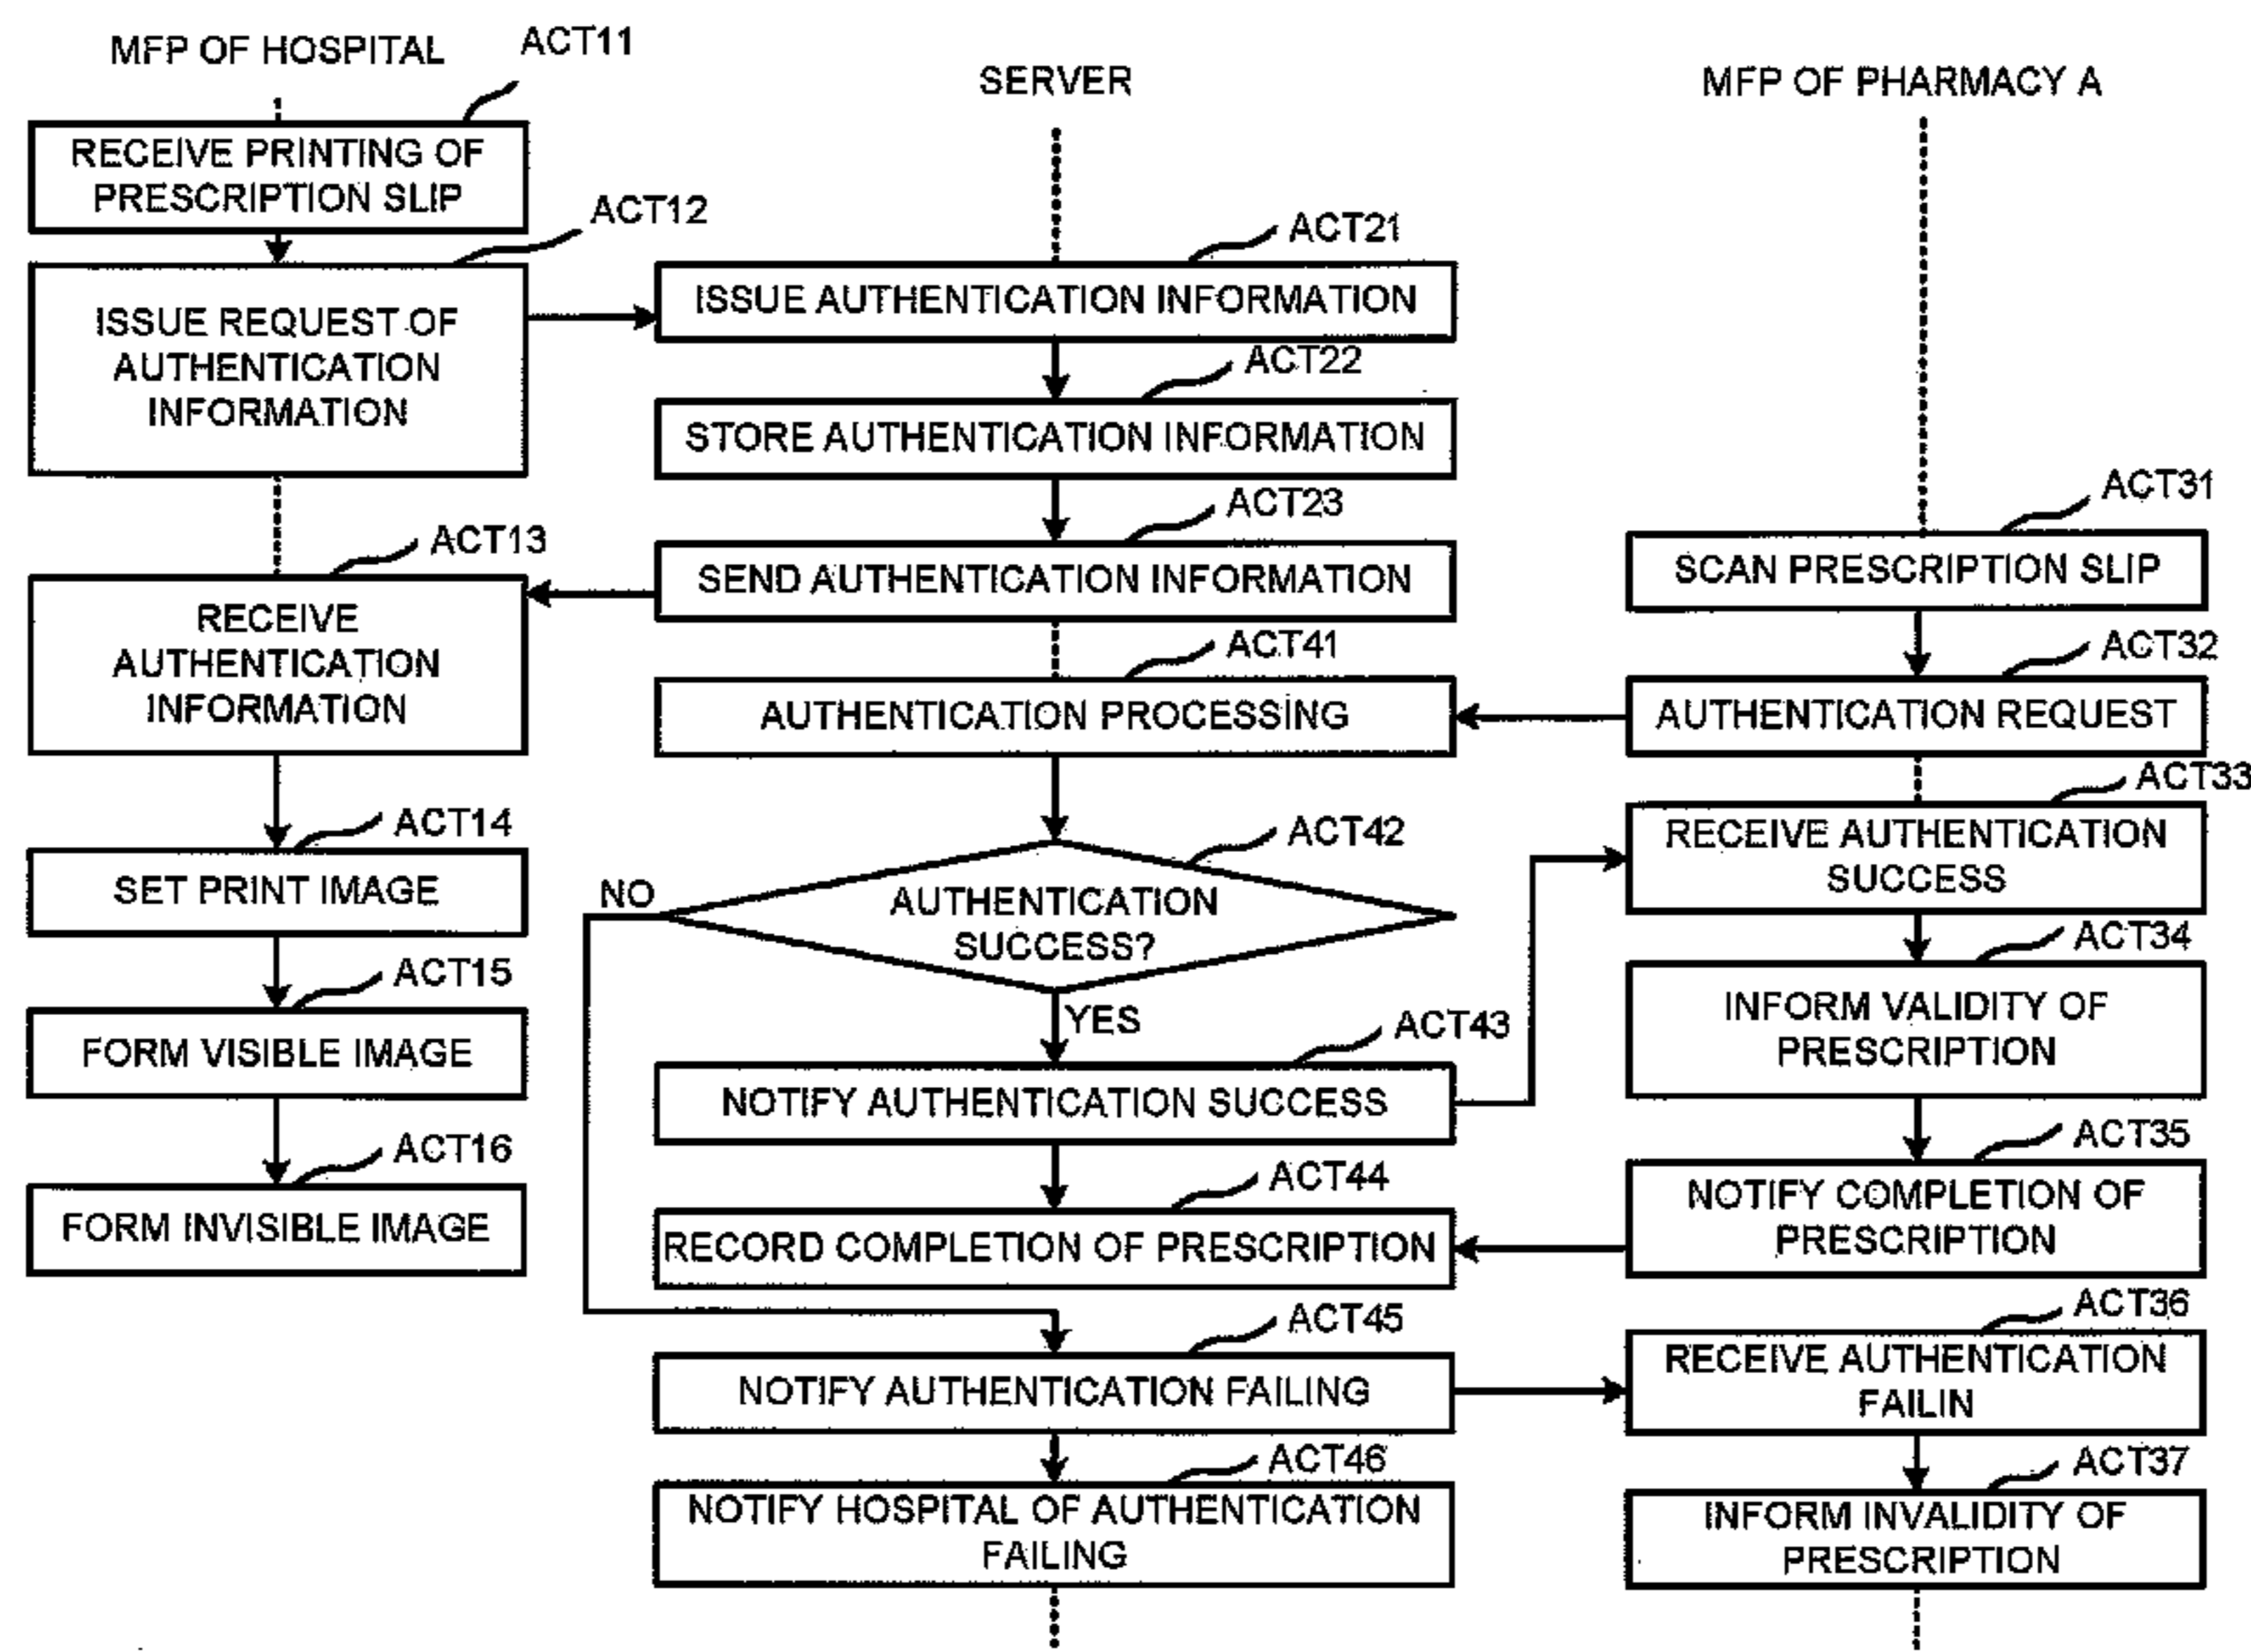 MFP OF HOSPITAL
ACT11
RECEIVE PRINTING OF
PRESCRIPTION SLIP
ACT12
ISSUE REQUEST OF
AUTHENTICATION
INFORMATION
ACT13
RECEIVE
AUTHENTICATION
INFORMATION
ACT14
SET PRINT IMAGE
ACT15
FORM VISIBLE IMAGE
ACT16
FORM INVISIBLE IMAGE
SERVER
ACT21
ISSUE AUTHENTICATION INFORMATION
ACT22
STORE AUTHENTICATION INFORMATION
ACT23
SEND AUTHENTICATION INFORMATION
ACT41
AUTHENTICATION PROCESSING
ACT42
NO
AUTHENTICATION
SUCCESS?
YES
ACT43
NOTIFY AUTHENTICATION SUCCESS
ACT44
RECORD COMPLETION OF PRESCRIPTION
ACT45
NOTIFY AUTHENTICATION FAILING
ACT46
NOTIFY HOSPITAL OF AUTHENTICATION
FAILING
MFP OF PHARMACY A
ACT31
SCAN PRESCRIPTION SLIP
ACT32
AUTHENTICATION REQUEST
ACT33
RECEIVE AUTHENTICATION
SUCCESS
ACT34
INFORM VALIDITY OF
PRESCRIPTION
ACT35
NOTIFY COMPLETION OF
PRESCRIPTION
ACT36
RECEIVE AUTHENTICATION
FAILIN
ACT37
INFORM INVALIDITY OF
PRESCRIPTION